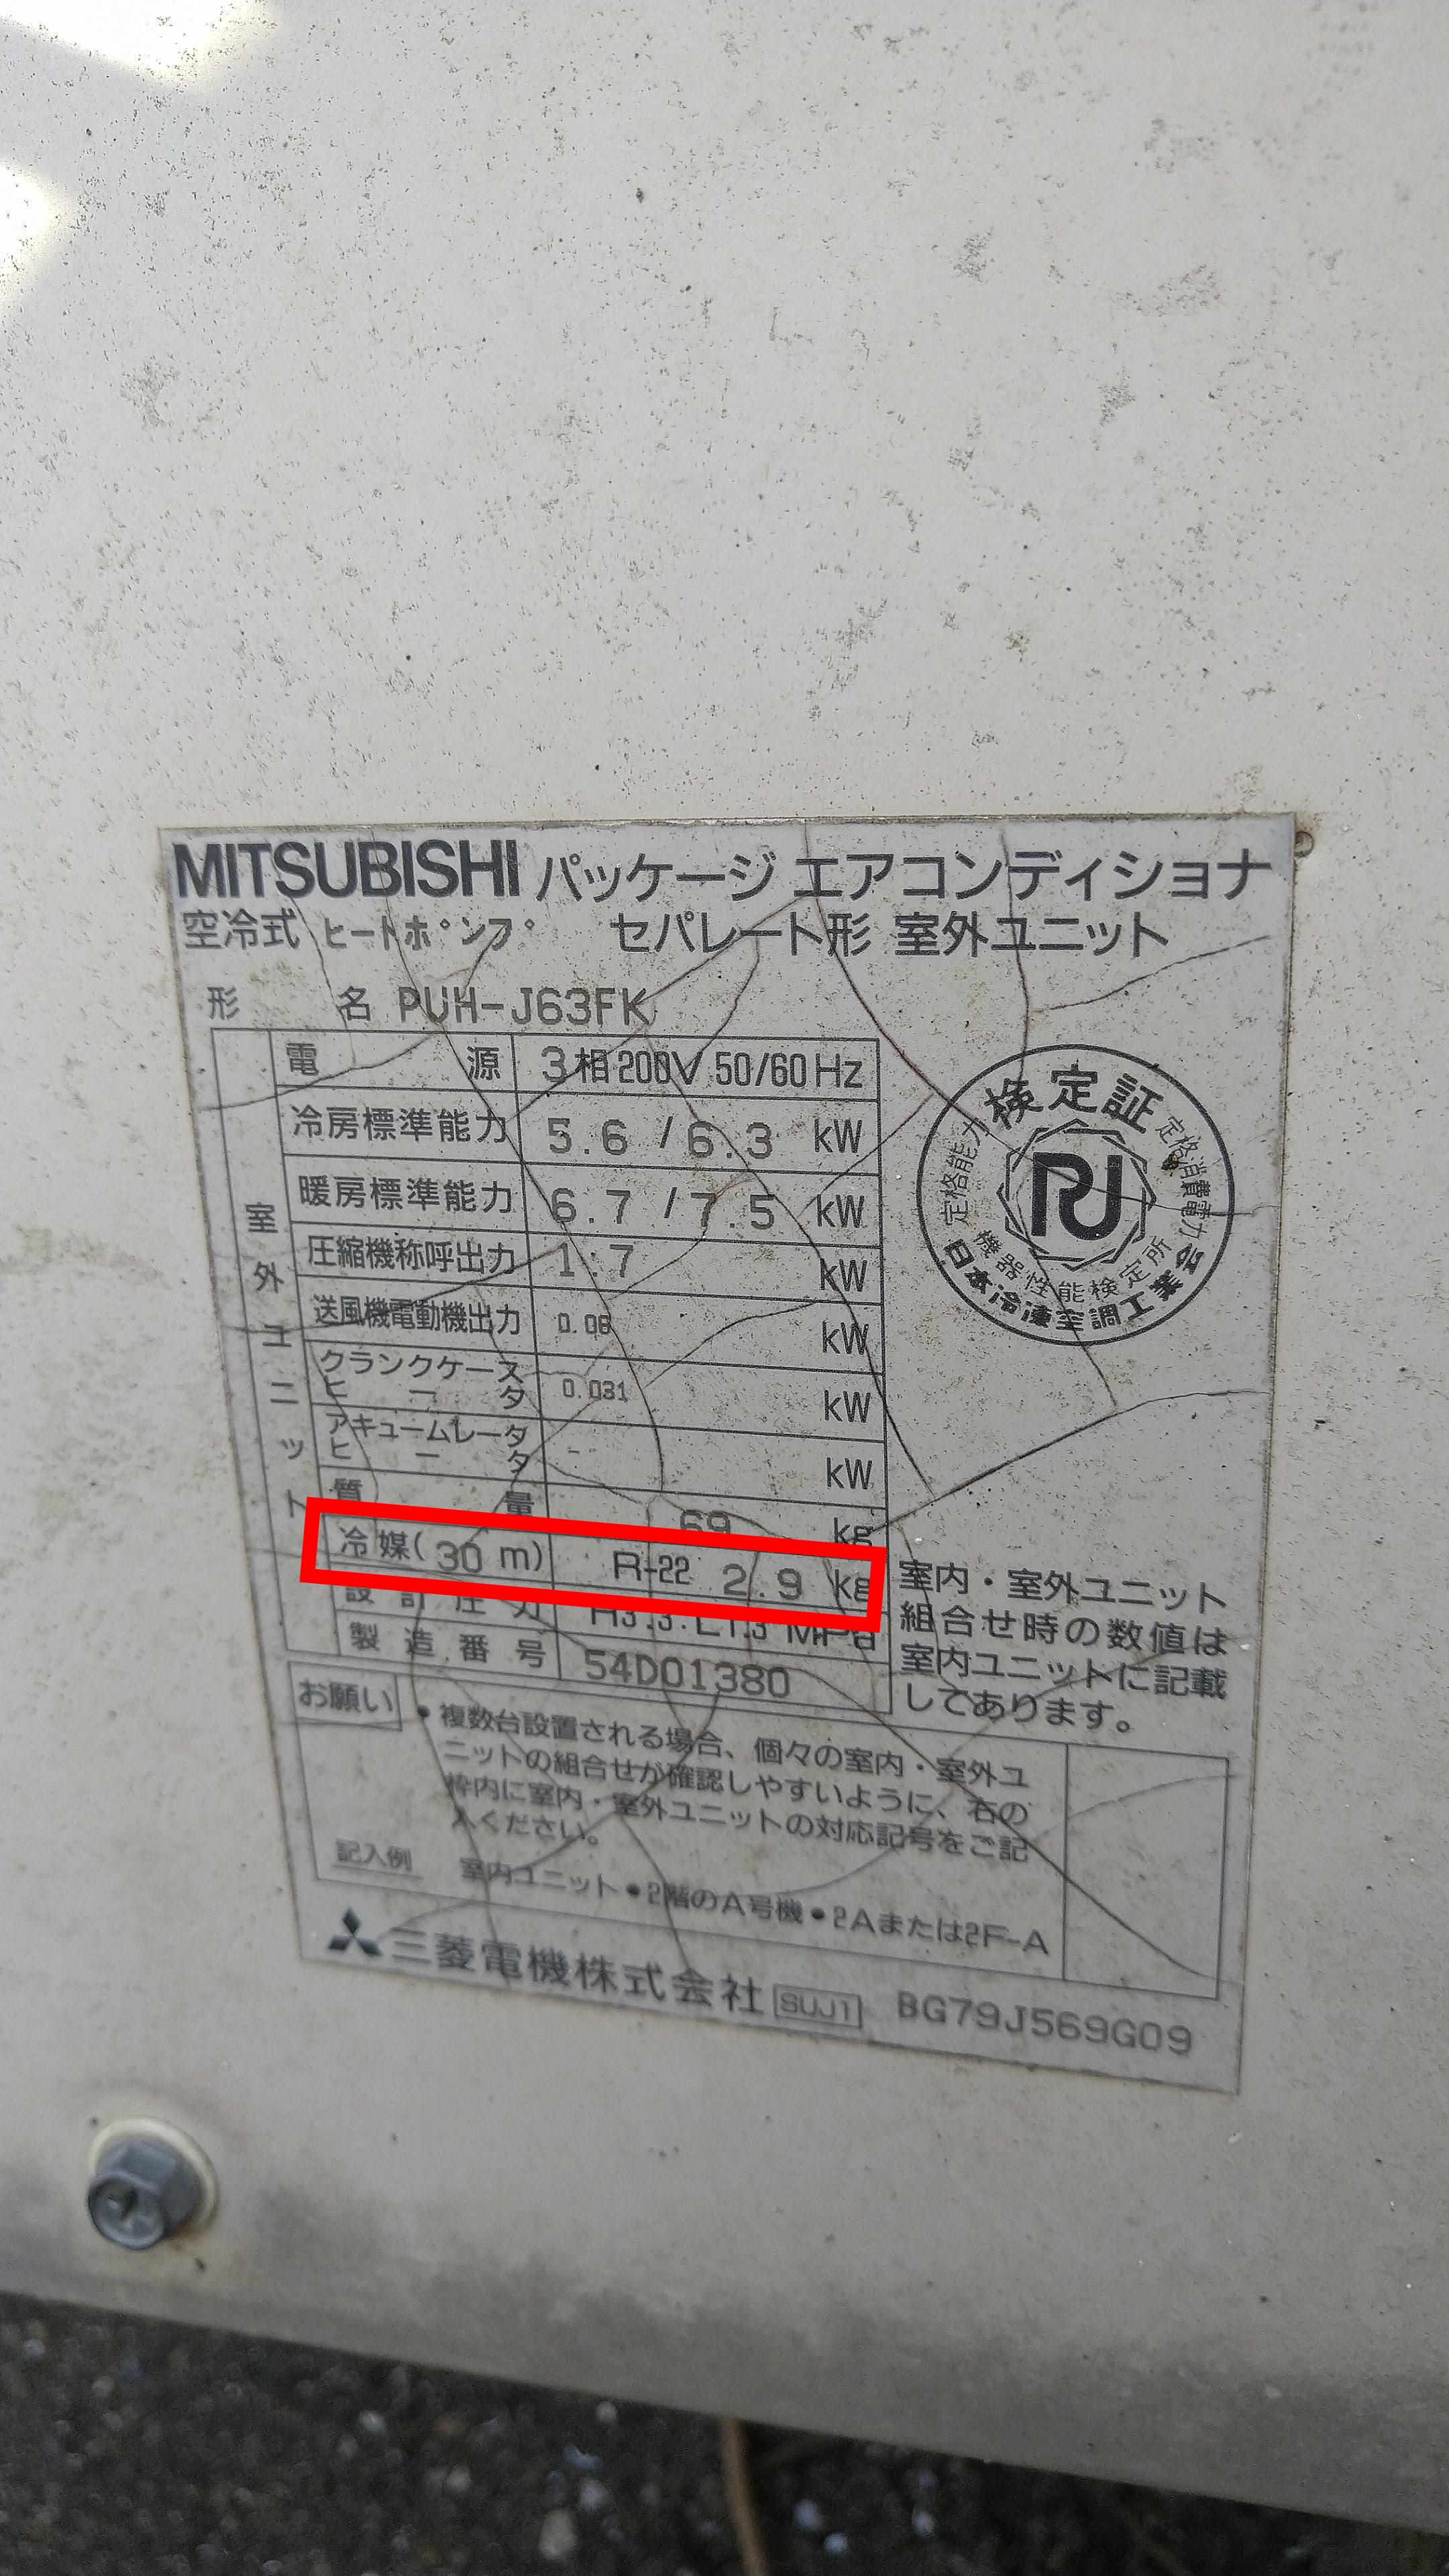 MITSUBISHI パッケージ エアコンディショナ
空冷式 ヒートポンプ セパレート形 室外ユニット
形 名 PUH-J63FK
室外ユニット
電 源 3相200V 50/60Hz
冷房標準能力 5.6 / 6.3 kW
暖房標準能力 6.7 / 7.5 kW
圧縮機称呼出力 1.7 kW
送風機電動機出力 0.06 kW
クランクケースヒータ 0.031 kW
アキュームレータヒータ - kW
質 量 69 kg
冷媒(30m) R-22 2.9 kg
設計圧力 H3.3:L1.3 MPa
製造番号 54D01380
検定証
定格能力
定格消費電力
機器性能検定所
日本冷凍空調工業会
室内・室外ユニット
組合せ時の数値は
室内ユニットに記載
してあります。
お願い
•複数台設置される場合、個々の室内・室外ユ
ニットの組合せが確認しやすいように、右の
枠内に室内・室外ユニットの対応記号をご記
入ください。
記入例 室内ユニット•2階のA号機•2Aまたは2F-A
三菱電機株式会社 SUJ1 BG79J569G09